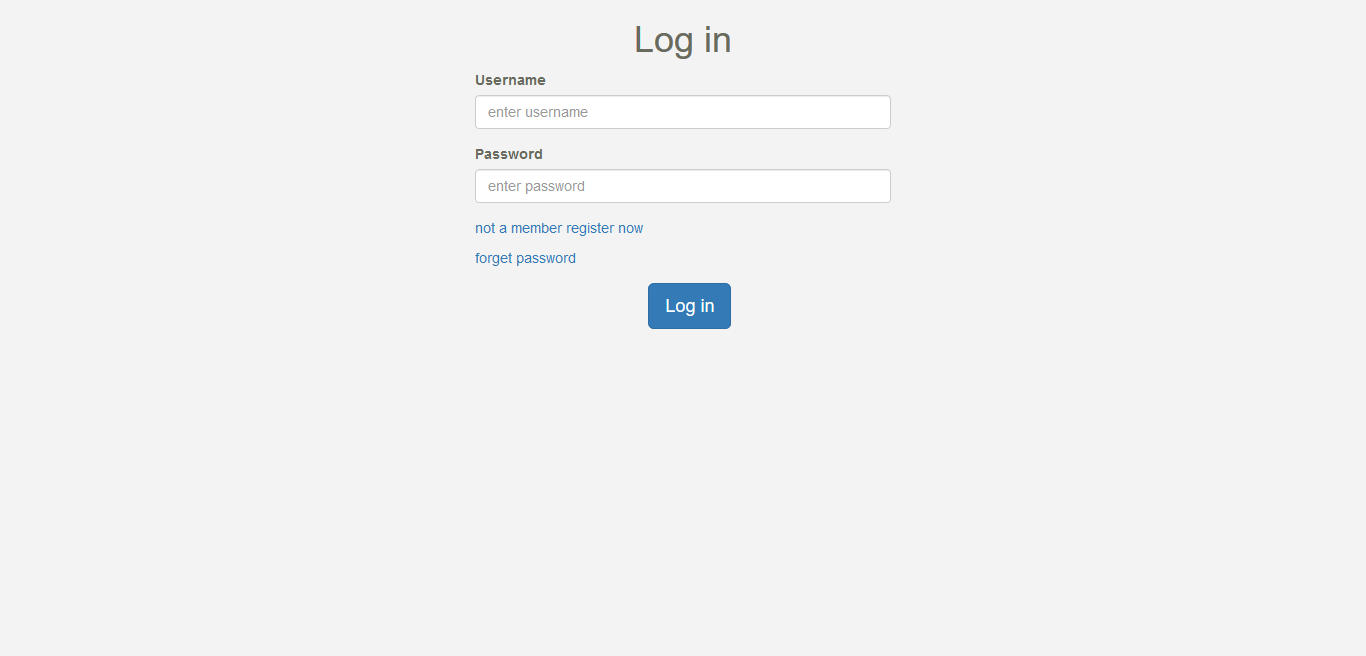 Log in
Username
enter username
Password
enter password
not a member register now
forget password
Log in